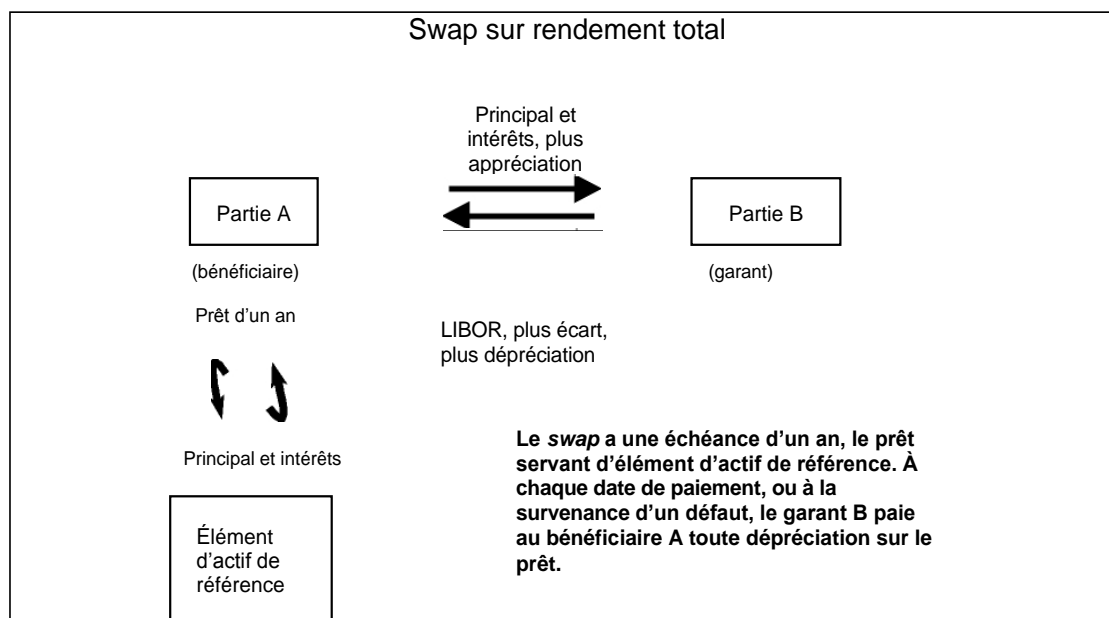 Swap sur rendement total
Principal et
intérêts, plus
appréciation
Partie A
Partie B
(bénéficiaire)
(garant)
Prêt d’un an
LIBOR, plus écart,
plus dépréciation
Principal et intérêts
Le swap a une échéance d’un an, le prêt
servant d’élément d’actif de référence. À
chaque date de paiement, ou à la
survenance d’un défaut, le garant B paie
au bénéficiaire A toute dépréciation sur le
prêt.
Élément
d’actif de
référence